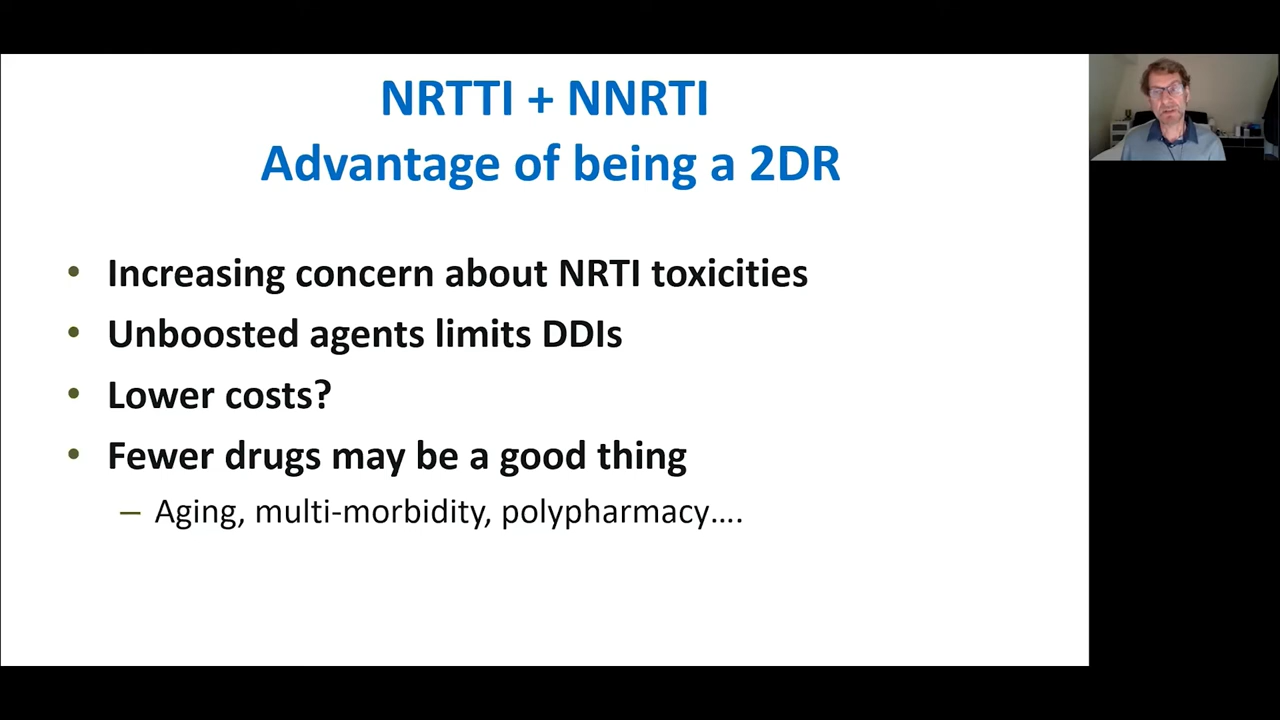 NRTTI + NNRTI
Advantage of being a 2DR
• Increasing concern about NRTI toxicities
• Unboosted agents limits DDIs
• Lower costs?
• Fewer drugs may be a good thing
– Aging, multi-morbidity, polypharmacy....